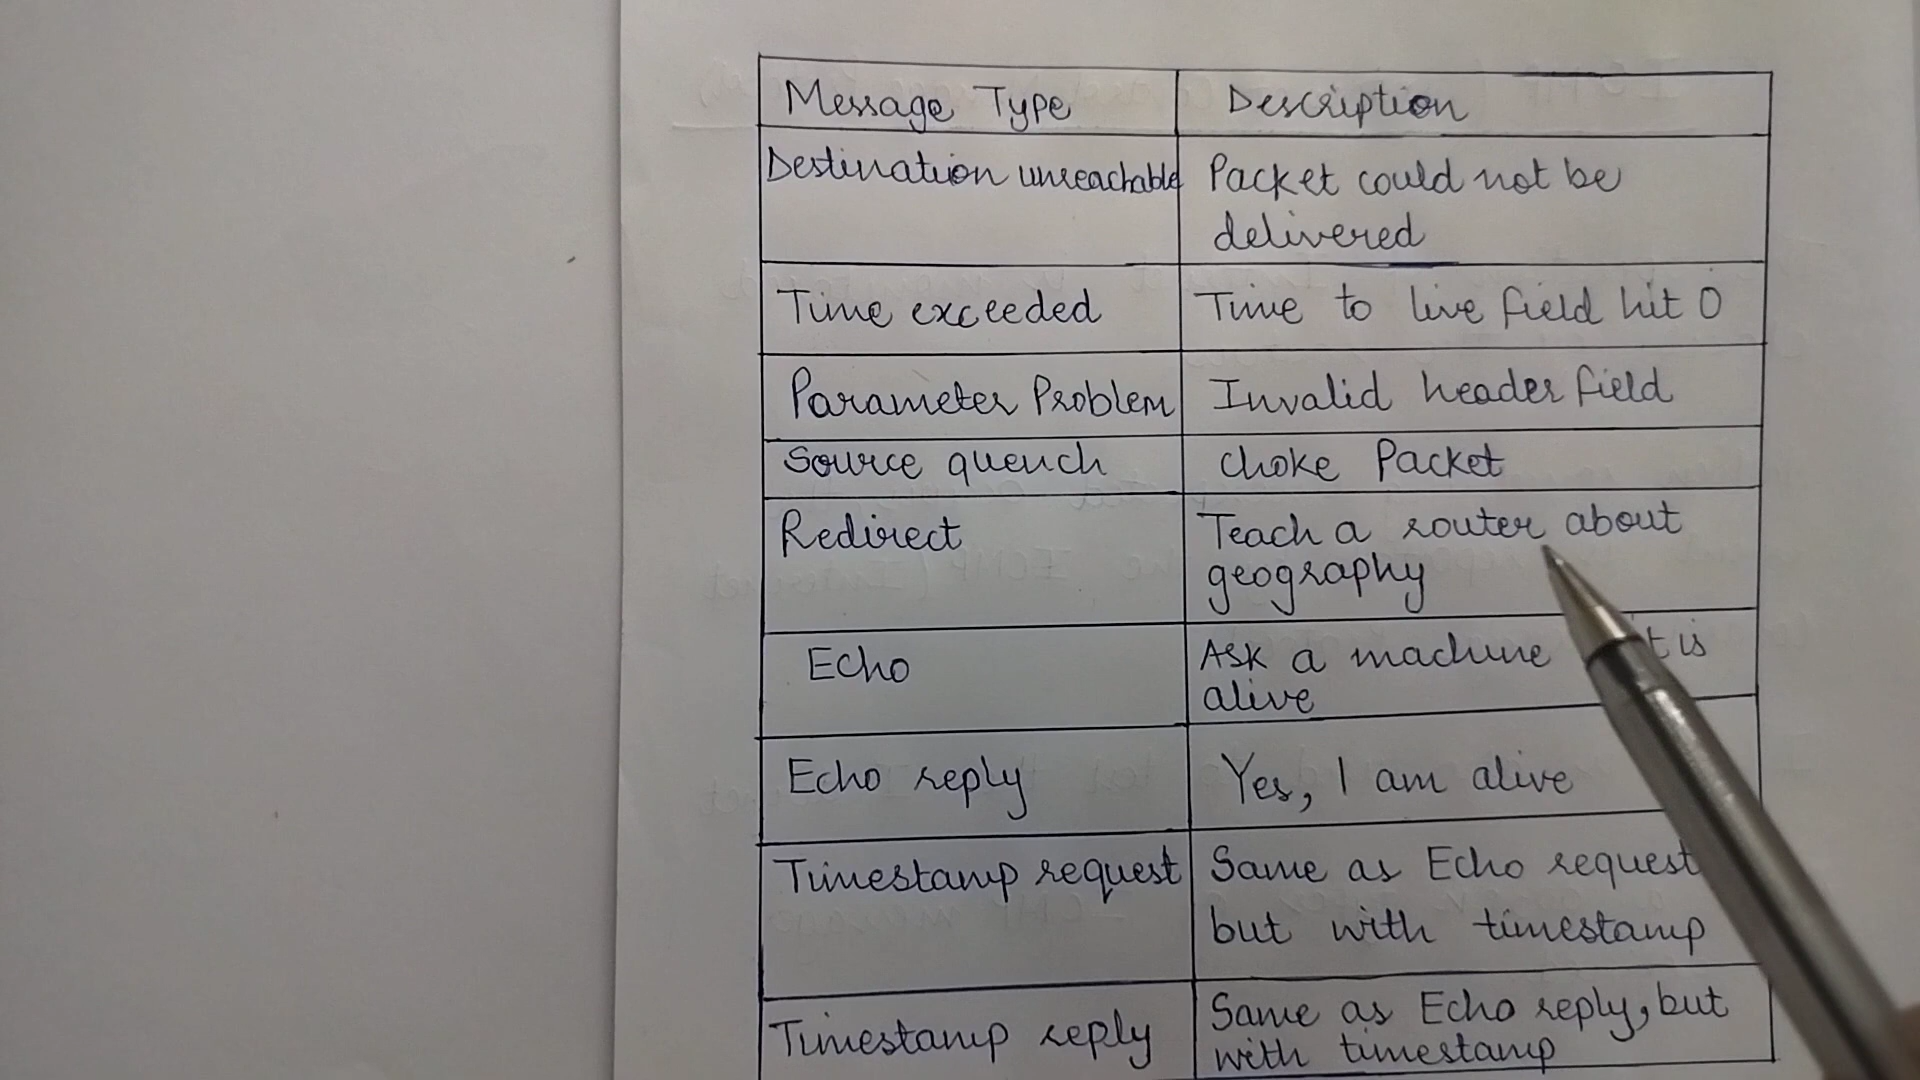 Message Type Description
Destination unreachable Packet could not be
delivered
Time exceeded Time to live field hit 0
Parameter Problem Invalid header field
Source quench choke Packet
Redirect Teach a router about
geography
Echo Ask a machine is
alive
Echo reply Yes, I am alive
Timestamp request Same as Echo request
but with timestamp
Timestamp reply Same as Echo reply, but
with timestamp